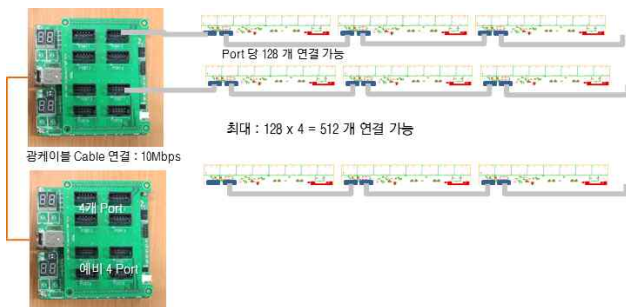 Port 당 128 개 연결 가능
최대 : 128 x 4 = 512 개 연결 가능
광케이블 Cable 연결 : 10Mbps
4개 Port
예비 4 Port